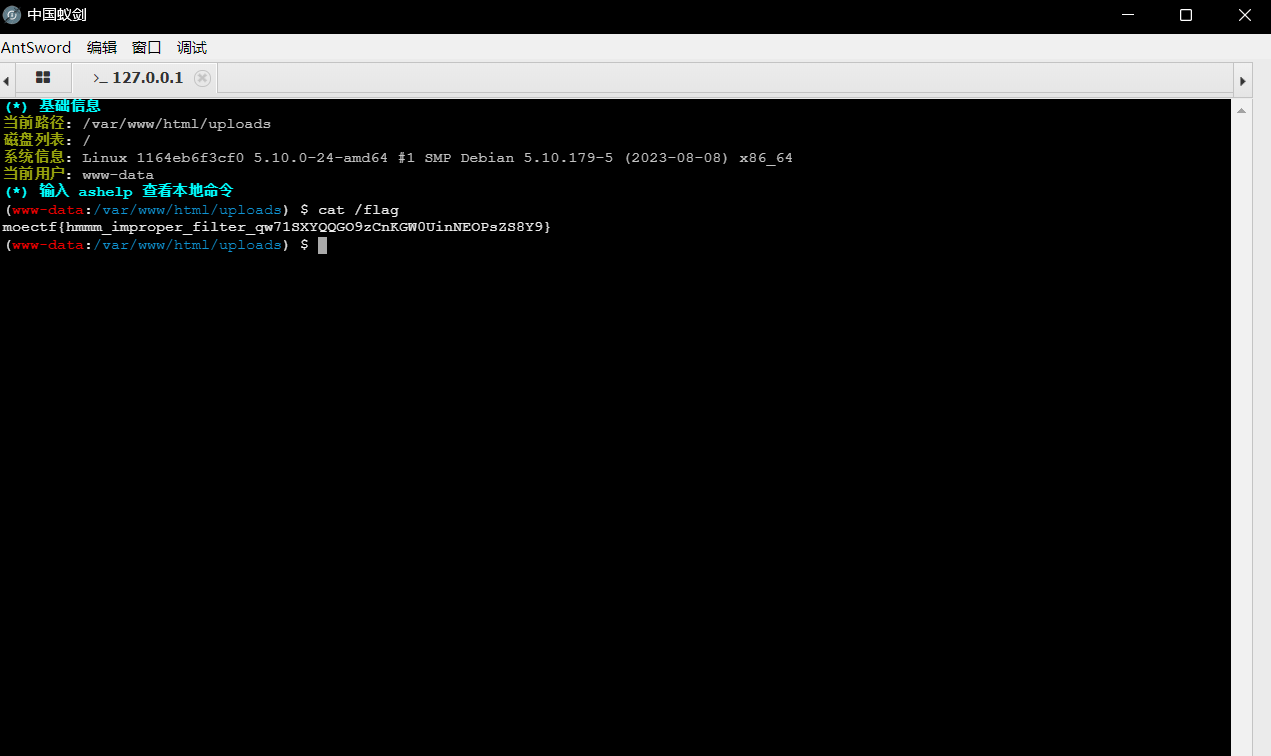 中国蚁剑
AntSword 编辑 窗口 调试
>_ 127.0.0.1
(*) 基础信息
当前路径: /var/www/html/uploads
磁盘列表: /
系统信息: Linux 1164eb6f3cf0 5.10.0-24-amd64 #1 SMP Debian 5.10.179-5 (2023-08-08) x86_64
当前用户: www-data
(*) 输入 ashelp 查看本地命令
(www-data:/var/www/html/uploads) $ cat /flag
moectf{hmmm_improper_filter_qw71SXYQQGO9zCnKGW0UinNEOPsZS8Y9}
(www-data:/var/www/html/uploads) $